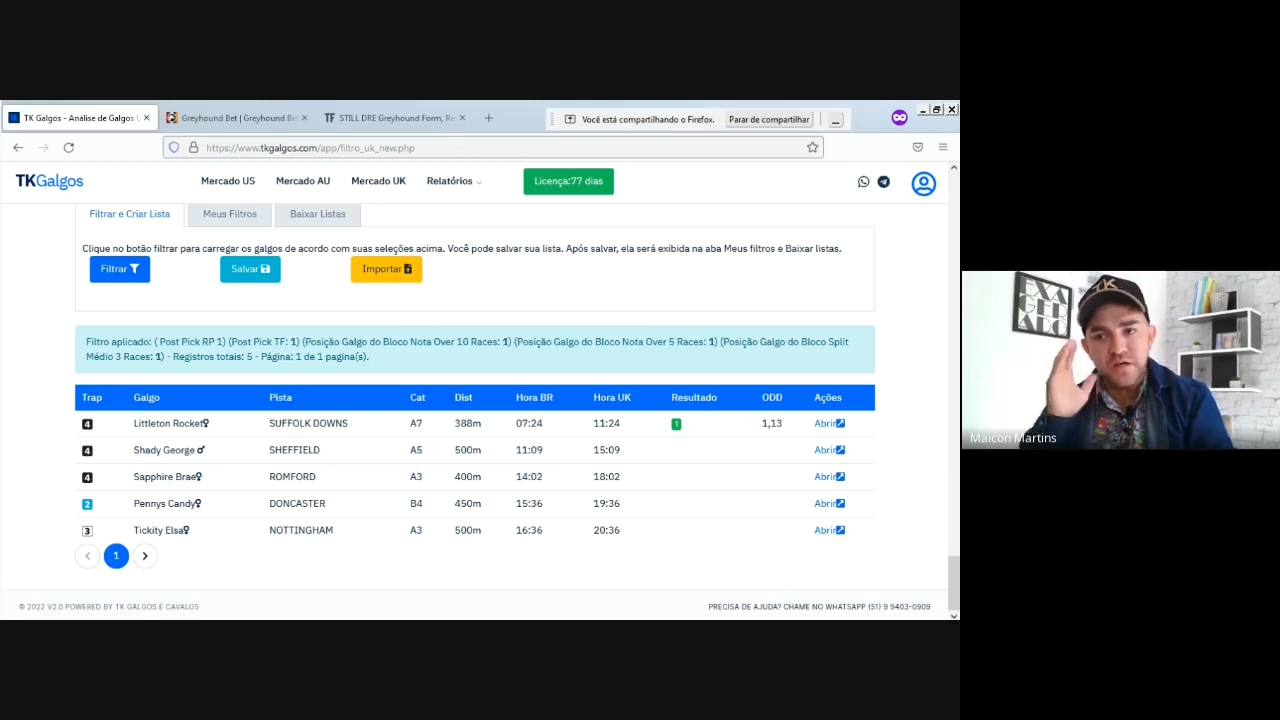 TK Galgos - Análise de Galgos U
Greyhound Bet | Greyhound Be
TF STILL DRE Greyhound Form, Re
Você está compartilhando o Firefox.
Parar de compartilhar
https://www.tkgalgos.com/app/filtro_uk_new.php
TKGalgos
Mercado US
Mercado AU
Mercado UK
Relatórios
Licença:77 dias
Filtrar e Criar Lista
Meus Filtros
Baixar Listas
Clique no botão filtrar para carregar os galgos de acordo com suas seleções acima. Você pode salvar sua lista. Após salvar, ela será exibida na aba Meus filtros e Baixar listas.
Filtrar
Salvar
Importar
Filtro aplicado: ( Post Pick RP 1) (Post Pick TF: 1) (Posição Galgo do Bloco Nota Over 10 Races: 1) (Posição Galgo do Bloco Nota Over 5 Races: 1) (Posição Galgo do Bloco Split
Médio 3 Races: 1) - Registros totais: 5 - Página: 1 de 1 pagina(s).
Trap Galgo Pista Cat Dist Hora BR Hora UK Resultado ODD Ações
4 Littleton Rocket♀ SUFFOLK DOWNS A7 388m 07:24 11:24 1 1,13 Abrir
4 Shady George ♂ SHEFFIELD A5 500m 11:09 15:09 Abrir
4 Sapphire Brae♀ ROMFORD A3 400m 14:02 18:02 Abrir
2 Pennys Candy♀ DONCASTER B4 450m 15:36 19:36 Abrir
3 Tickity Elsa♀ NOTTINGHAM A3 500m 16:36 20:36 Abrir
1
© 2022 V2.0 POWERED BY TK GALGOS E CAVALOS
PRECISA DE AJUDA? CHAME NO WHATSAPP (51) 9 9403-0909
EXA
GER
ADO
TK
Maicon Martins